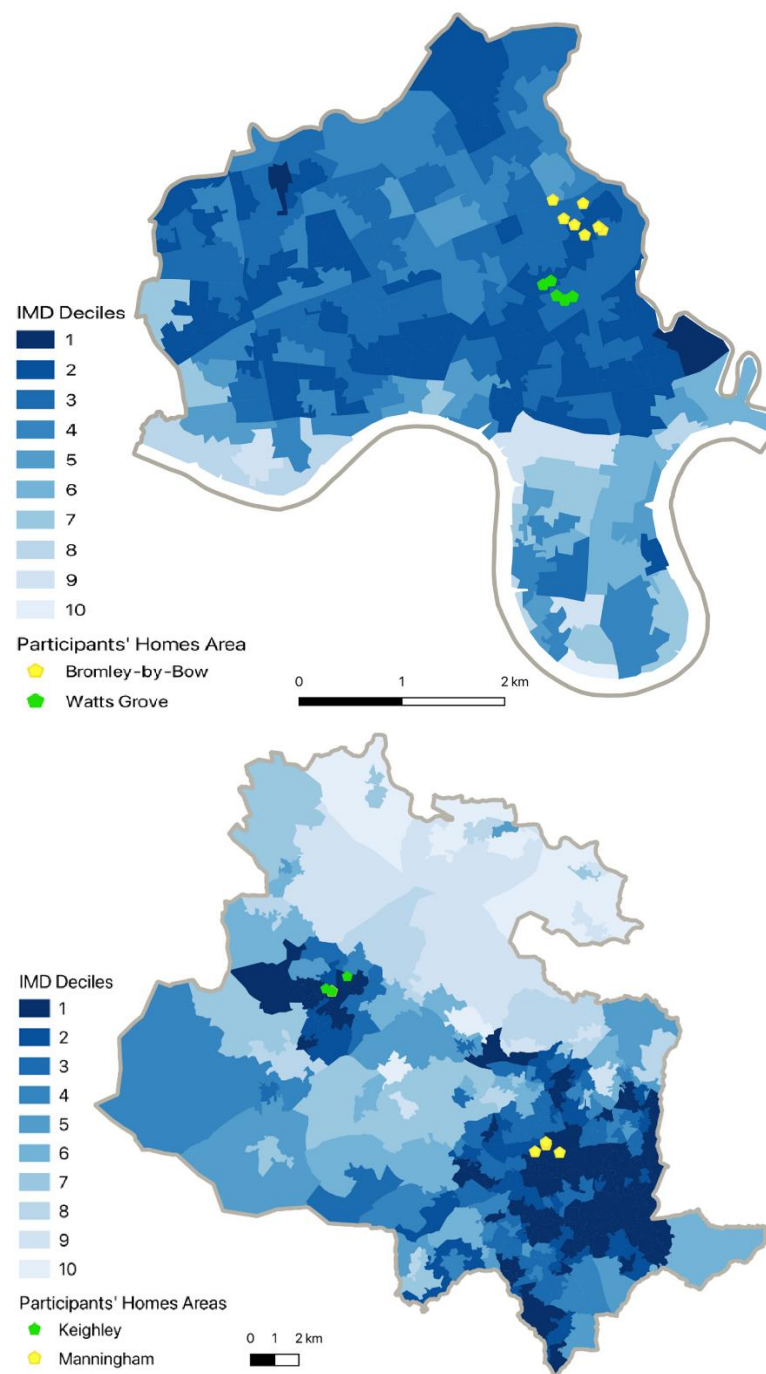 IMD Deciles
1
2
3
4
5
6
7
8
9
10
Participants' Homes Area
Bromley-by-Bow
Watts Grove
0 1 2 km
IMD Deciles
1
2
3
4
5
6
7
8
9
10
Participants' Homes Areas
Keighley
Manningham
0 1 2 km